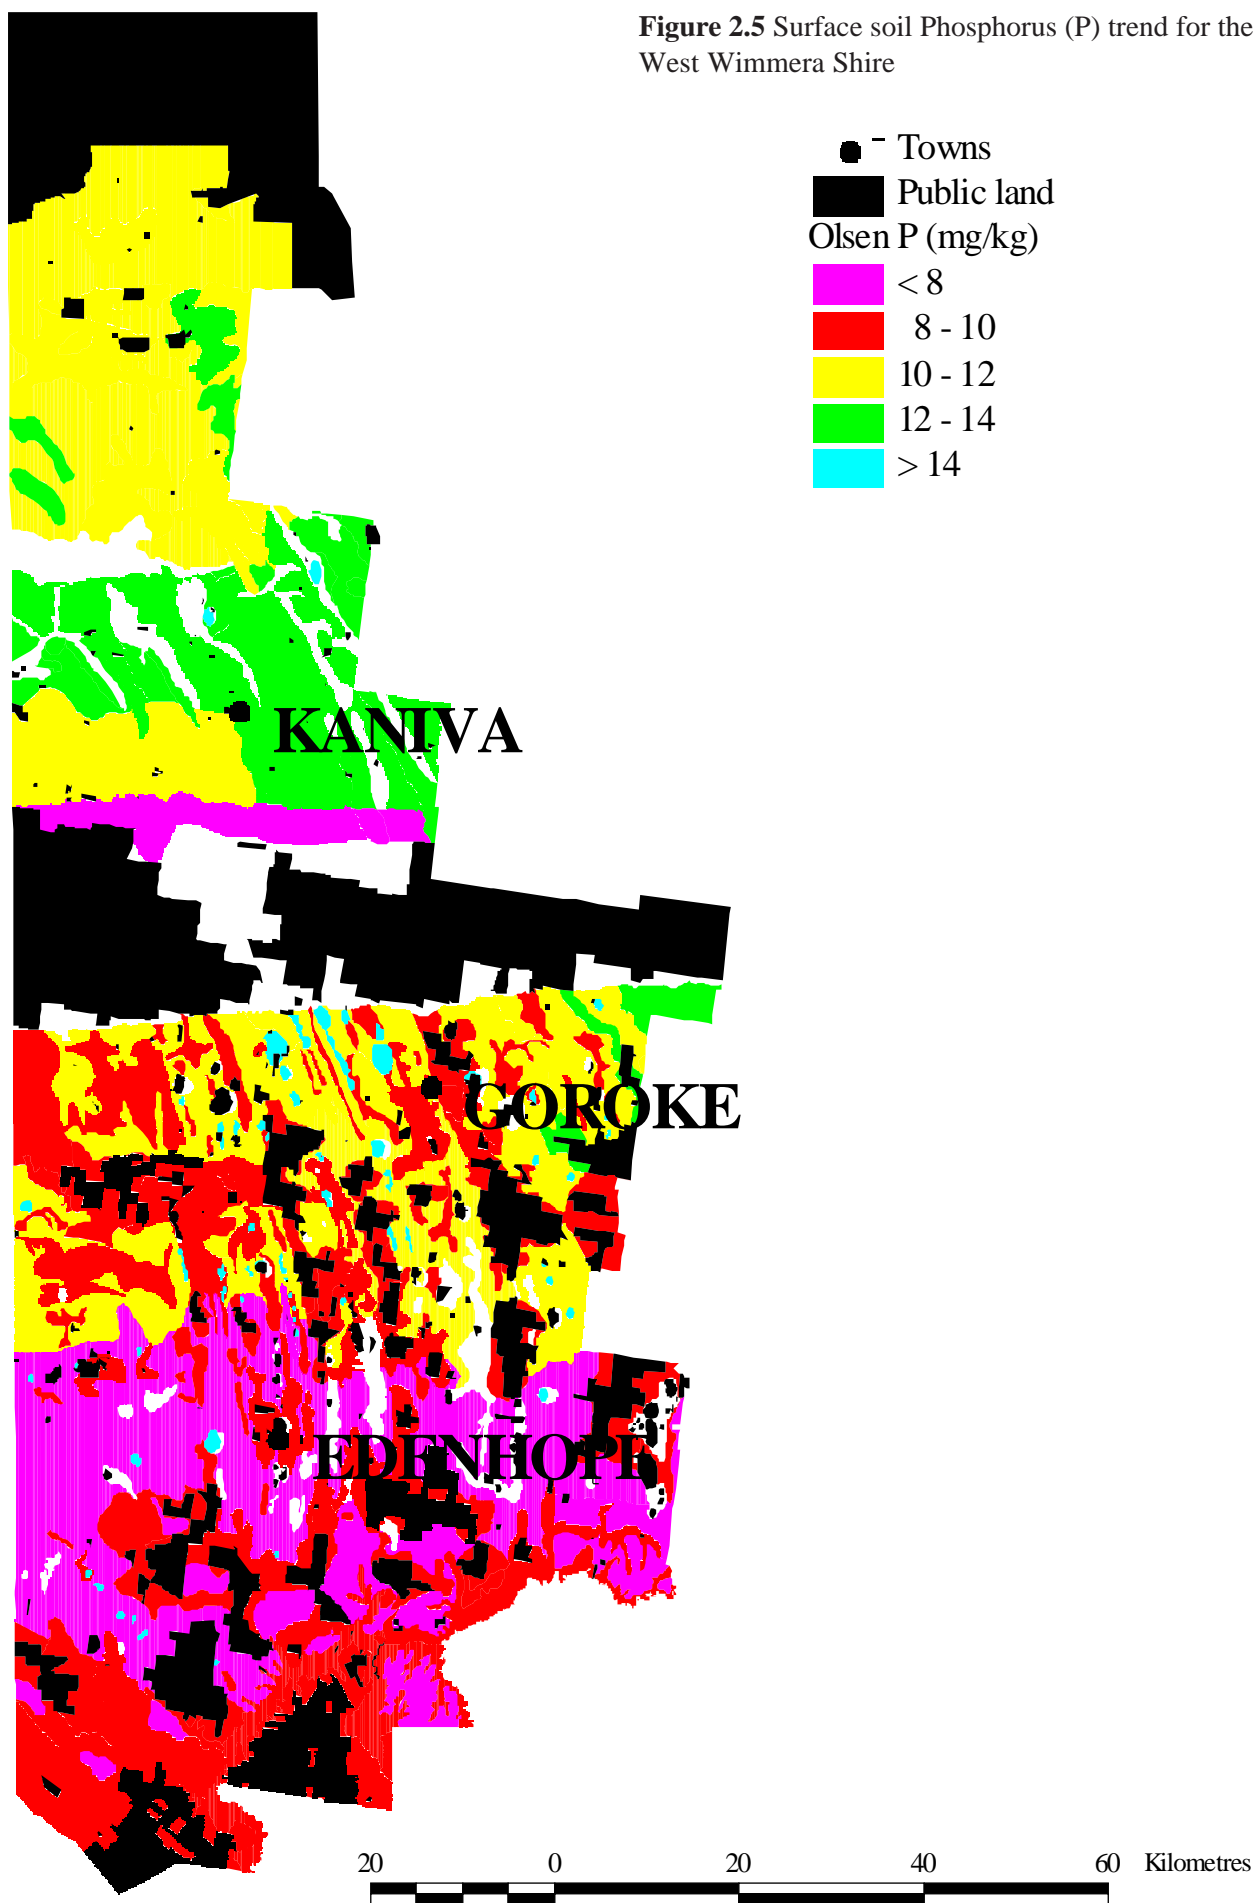 Figure 2.5 Surface soil Phosphorus (P) trend for the
West Wimmera Shire
Towns
Public land
Olsen P (mg/kg)
< 8
8 - 10
10 - 12
12 - 14
> 14
KANIVA
GOROKE
EDENHOPE
20 0 20 40 60 Kilometres